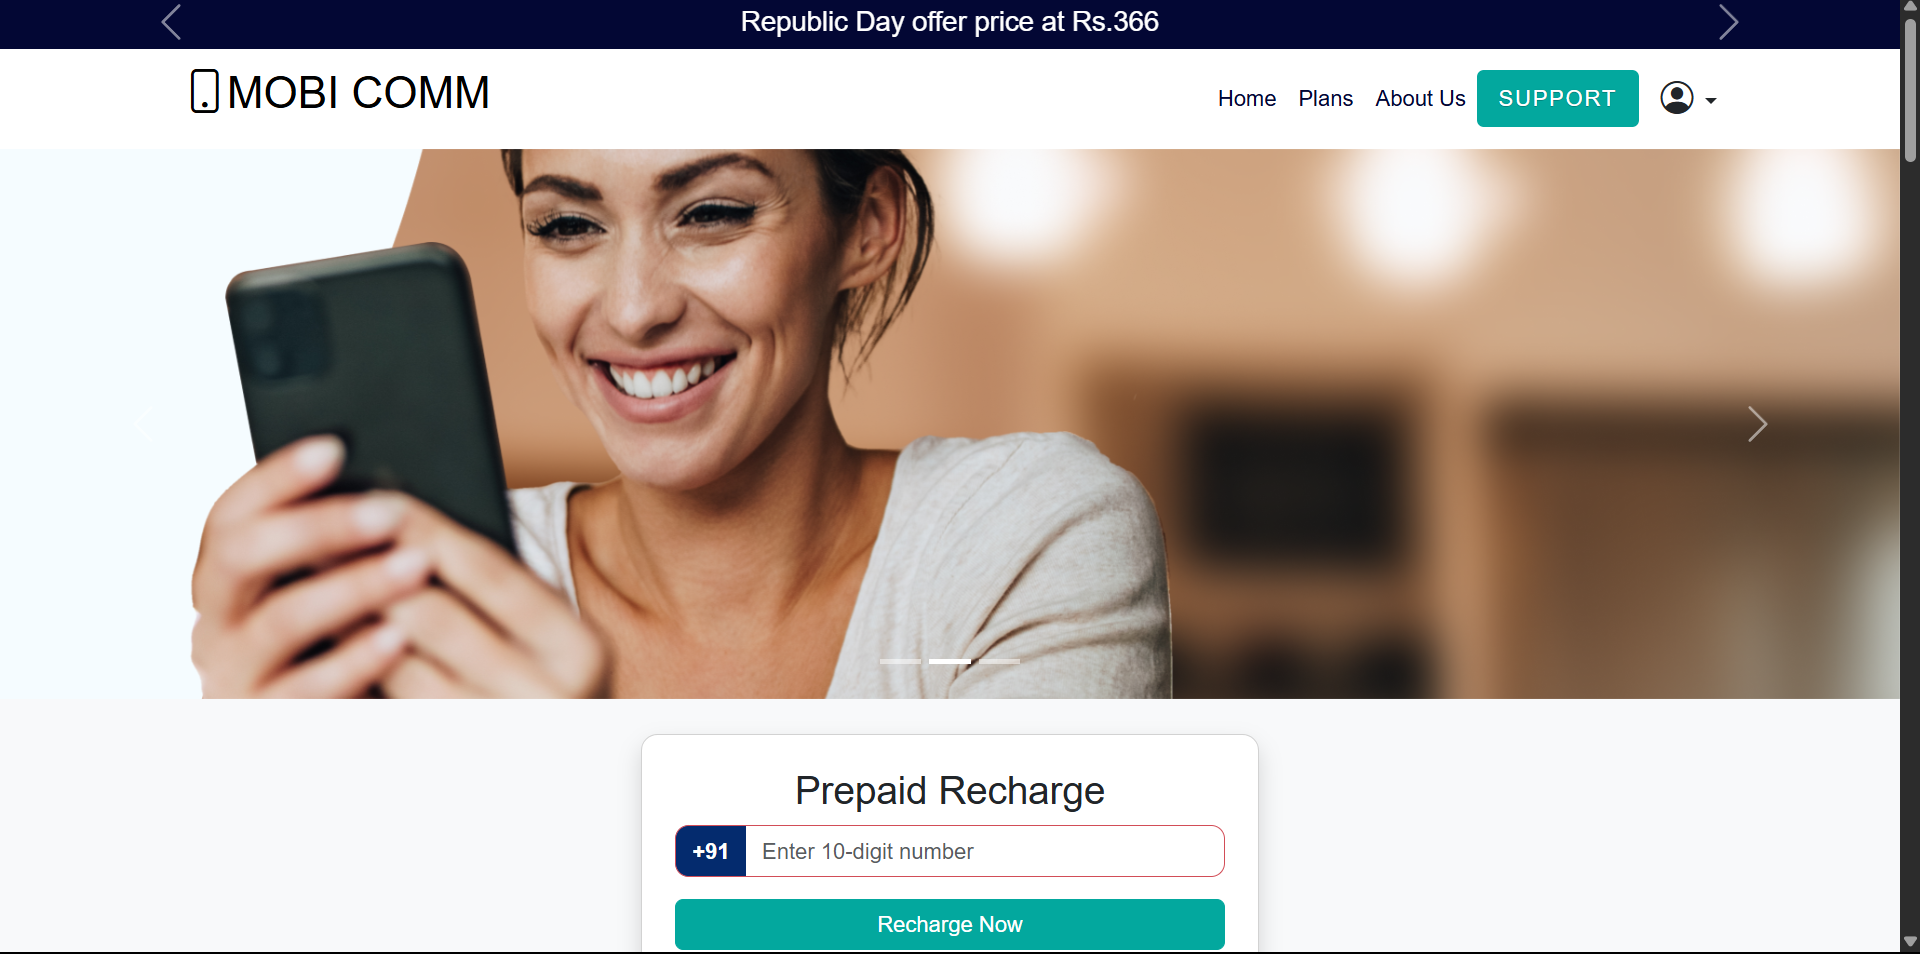 Republic Day offer price at Rs.366
MOBI COMM
Home
Plans
About Us
SUPPORT
Prepaid Recharge
+91
Enter 10-digit number
Recharge Now